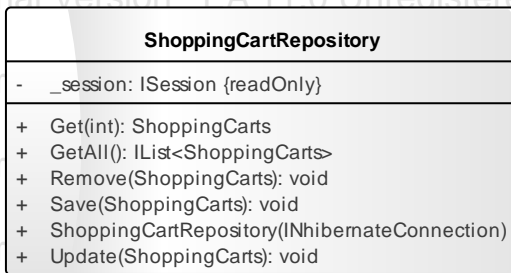 ShoppingCartRepository
- _session: ISession {readOnly}
+ Get(int): ShoppingCarts
+ GetAll(): IList<ShoppingCarts>
+ Remove(ShoppingCarts): void
+ Save(ShoppingCarts): void
+ ShoppingCartRepository(INhibernateConnection)
+ Update(ShoppingCarts): void